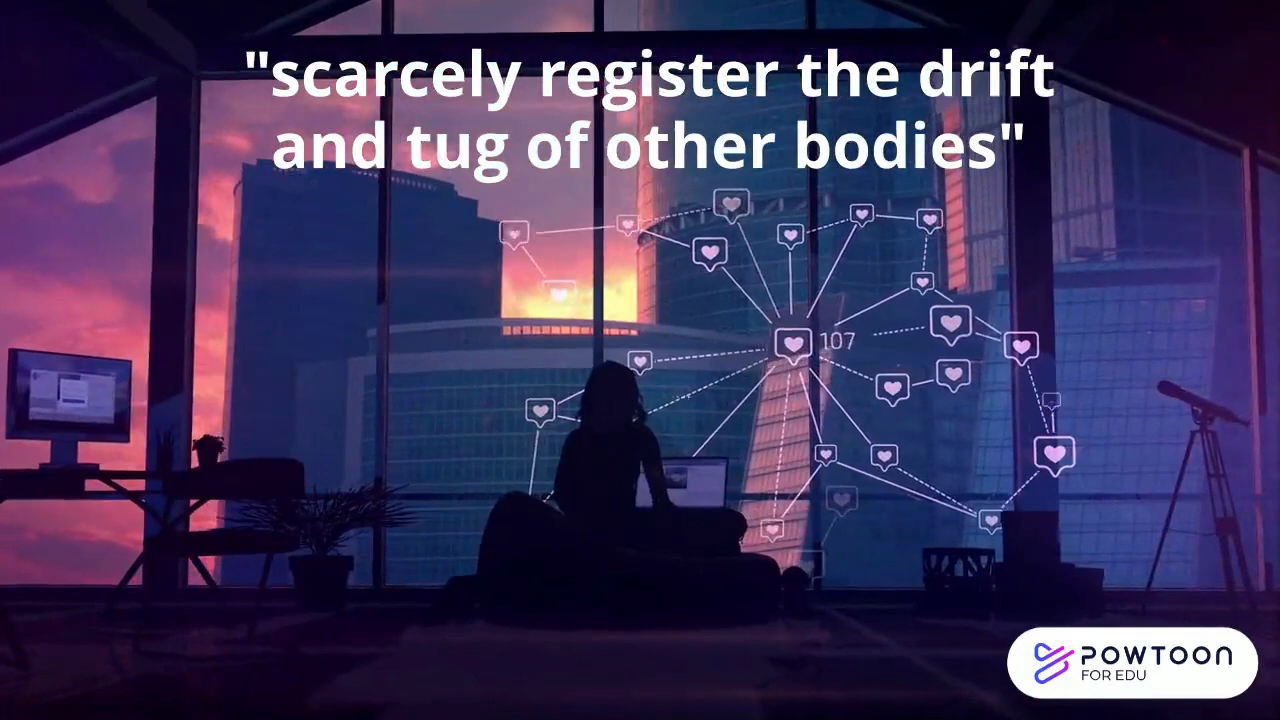 "scarcely register the drift
and tug of other bodies"
107
POWTOON
FOR EDU